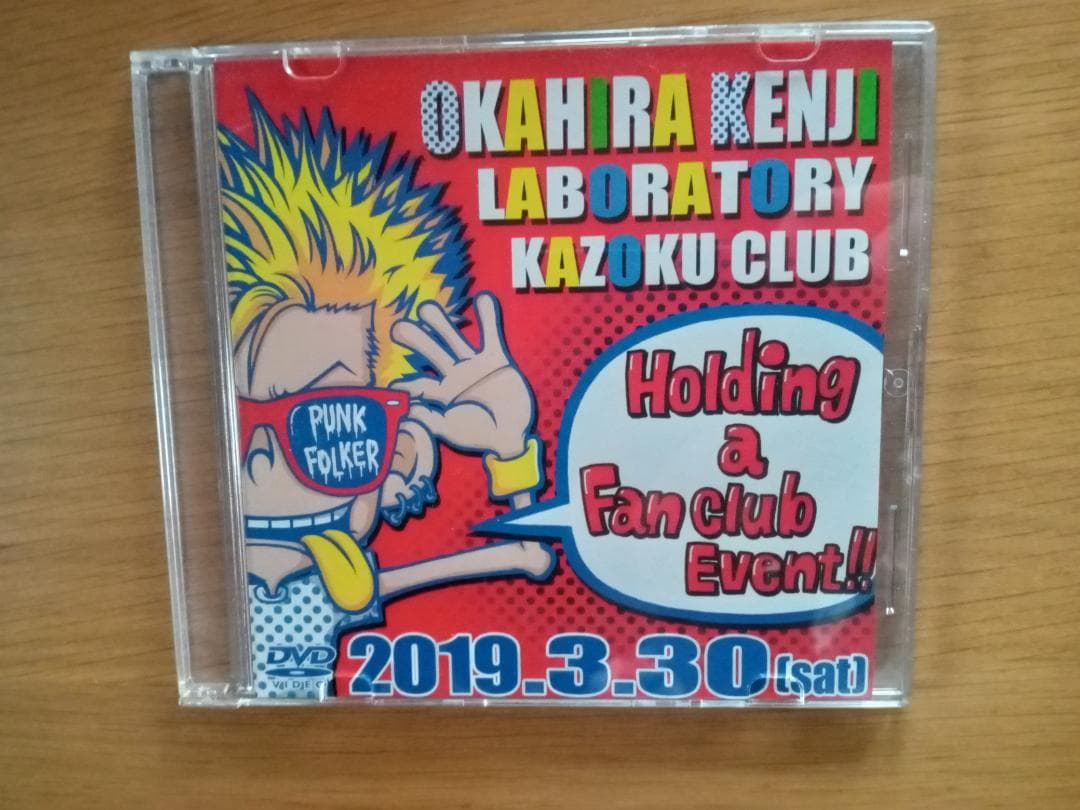 OKAHIRA KENJI
LABORATORY
KAZOKU CLUB
PUNK
FOLKER
Holding
a
Fan club
Event!!
DVD
2019.3.30(sat)